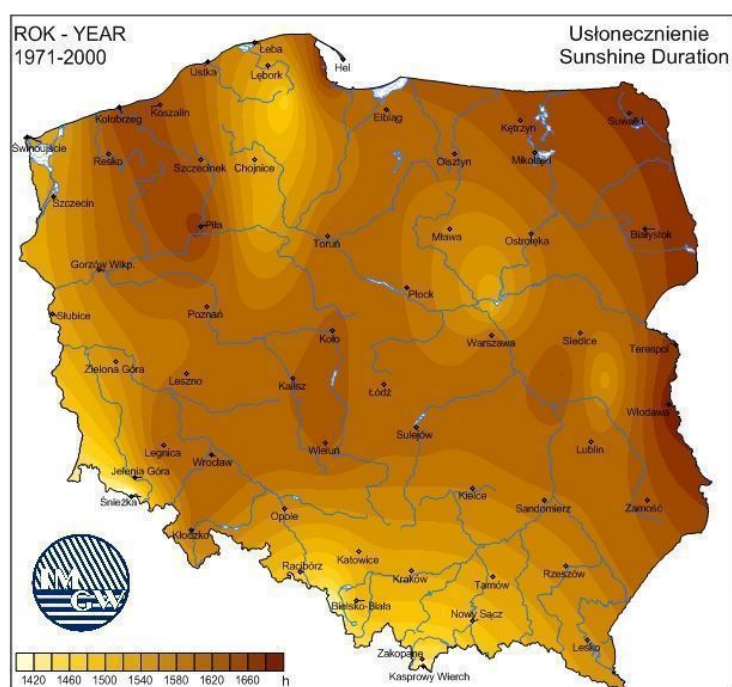 ROK - YEAR
1971-2000
Usłonecznienie
Sunshine Duration
Łeba
Ustka
Lębork
Hel
Koszalin
Kołobrzeg
Elbląg
Kętrzyn
Suwałki
Świnoujście
Resko
Szczecinek
Chojnice
Olsztyn
Mikołajki
Szczecin
Piła
Toruń
Mława
Ostrołęka
Białystok
Gorzów Wlkp.
Płock
Słubice
Poznań
Koło
Warszawa
Siedlce
Terespol
Zielona Góra
Leszno
Kalisz
Łódź
Włodawa
Sulejów
Legnica
Wrocław
Wieluń
Lublin
Jelenia Góra
Śnieżka
Opole
Kielce
Sandomierz
Zamość
Kłodzko
Racibórz
Katowice
Kraków
Tarnów
Rzeszów
Bielsko-Biała
Nowy Sącz
Lesko
Zakopane
Kasprowy Wierch
IM
GW
1420 1460 1500 1540 1580 1620 1660 h